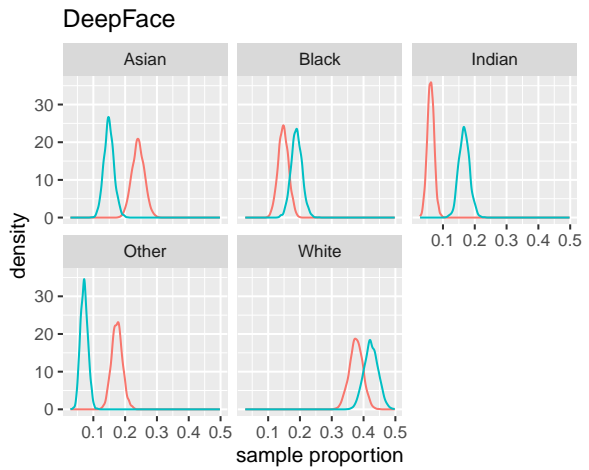 DeepFace
Asian Black Indian
30
20
10
0
0.1 0.2 0.3 0.4 0.5
density
Other White
30
20
10
0
0.1 0.2 0.3 0.4 0.5 0.1 0.2 0.3 0.4 0.5
sample proportion